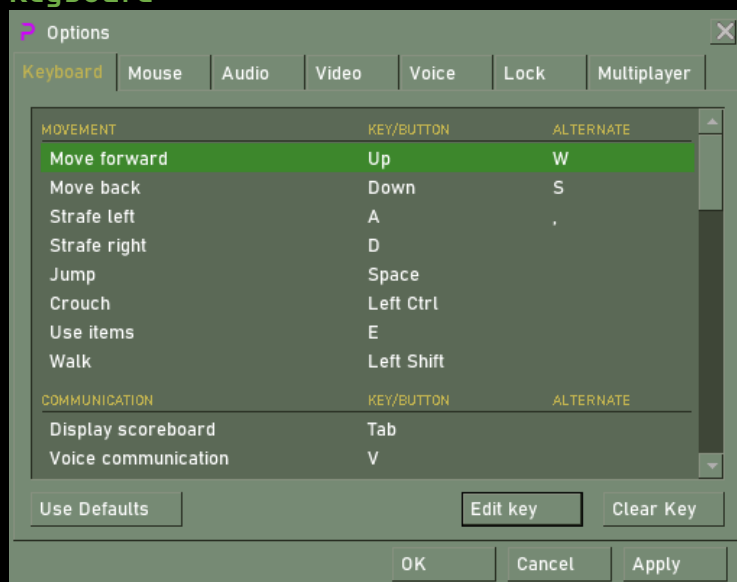 Keyboard
Options
Keyboard Mouse Audio Video Voice Lock Multiplayer
MOVEMENT KEY/BUTTON ALTERNATE
Move forward Up W
Move back Down S
Strafe left A ,
Strafe right D
Jump Space
Crouch Left Ctrl
Use items E
Walk Left Shift
COMMUNICATION KEY/BUTTON ALTERNATE
Display scoreboard Tab
Voice communication V
Use Defaults Edit key Clear Key
OK Cancel Apply